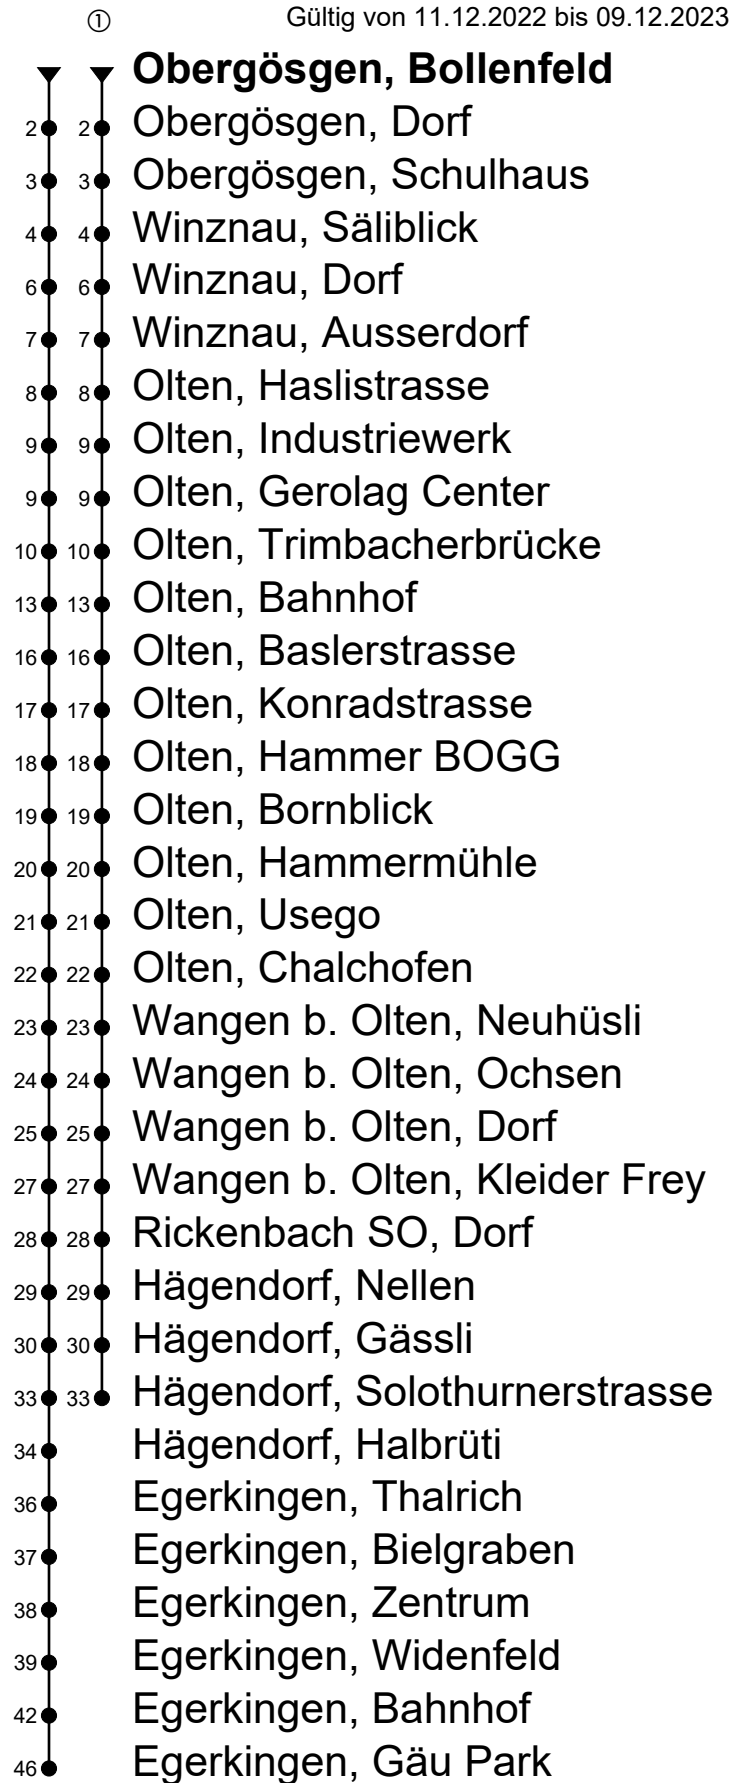 ① Gültig von 11.12.2022 bis 09.12.2023
Obergösgen, Bollenfeld
2 2 Obergösgen, Dorf
3 3 Obergösgen, Schulhaus
4 4 Winznau, Säliblick
6 6 Winznau, Dorf
7 7 Winznau, Ausserdorf
8 8 Olten, Haslistrasse
9 9 Olten, Industriewerk
9 9 Olten, Gerolag Center
10 10 Olten, Trimbacherbrücke
13 13 Olten, Bahnhof
16 16 Olten, Baslerstrasse
17 17 Olten, Konradstrasse
18 18 Olten, Hammer BOGG
19 19 Olten, Bornblick
20 20 Olten, Hammermühle
21 21 Olten, Usego
22 22 Olten, Chalchofen
23 23 Wangen b. Olten, Neuhüsli
24 24 Wangen b. Olten, Ochsen
25 25 Wangen b. Olten, Dorf
27 27 Wangen b. Olten, Kleider Frey
28 28 Rickenbach SO, Dorf
29 29 Hägendorf, Nellen
30 30 Hägendorf, Gässli
33 33 Hägendorf, Solothurnerstrasse
34 Hägendorf, Halbrüti
36 Egerkingen, Thalrich
37 Egerkingen, Bielgraben
38 Egerkingen, Zentrum
39 Egerkingen, Widenfeld
42 Egerkingen, Bahnhof
46 Egerkingen, Gäu Park